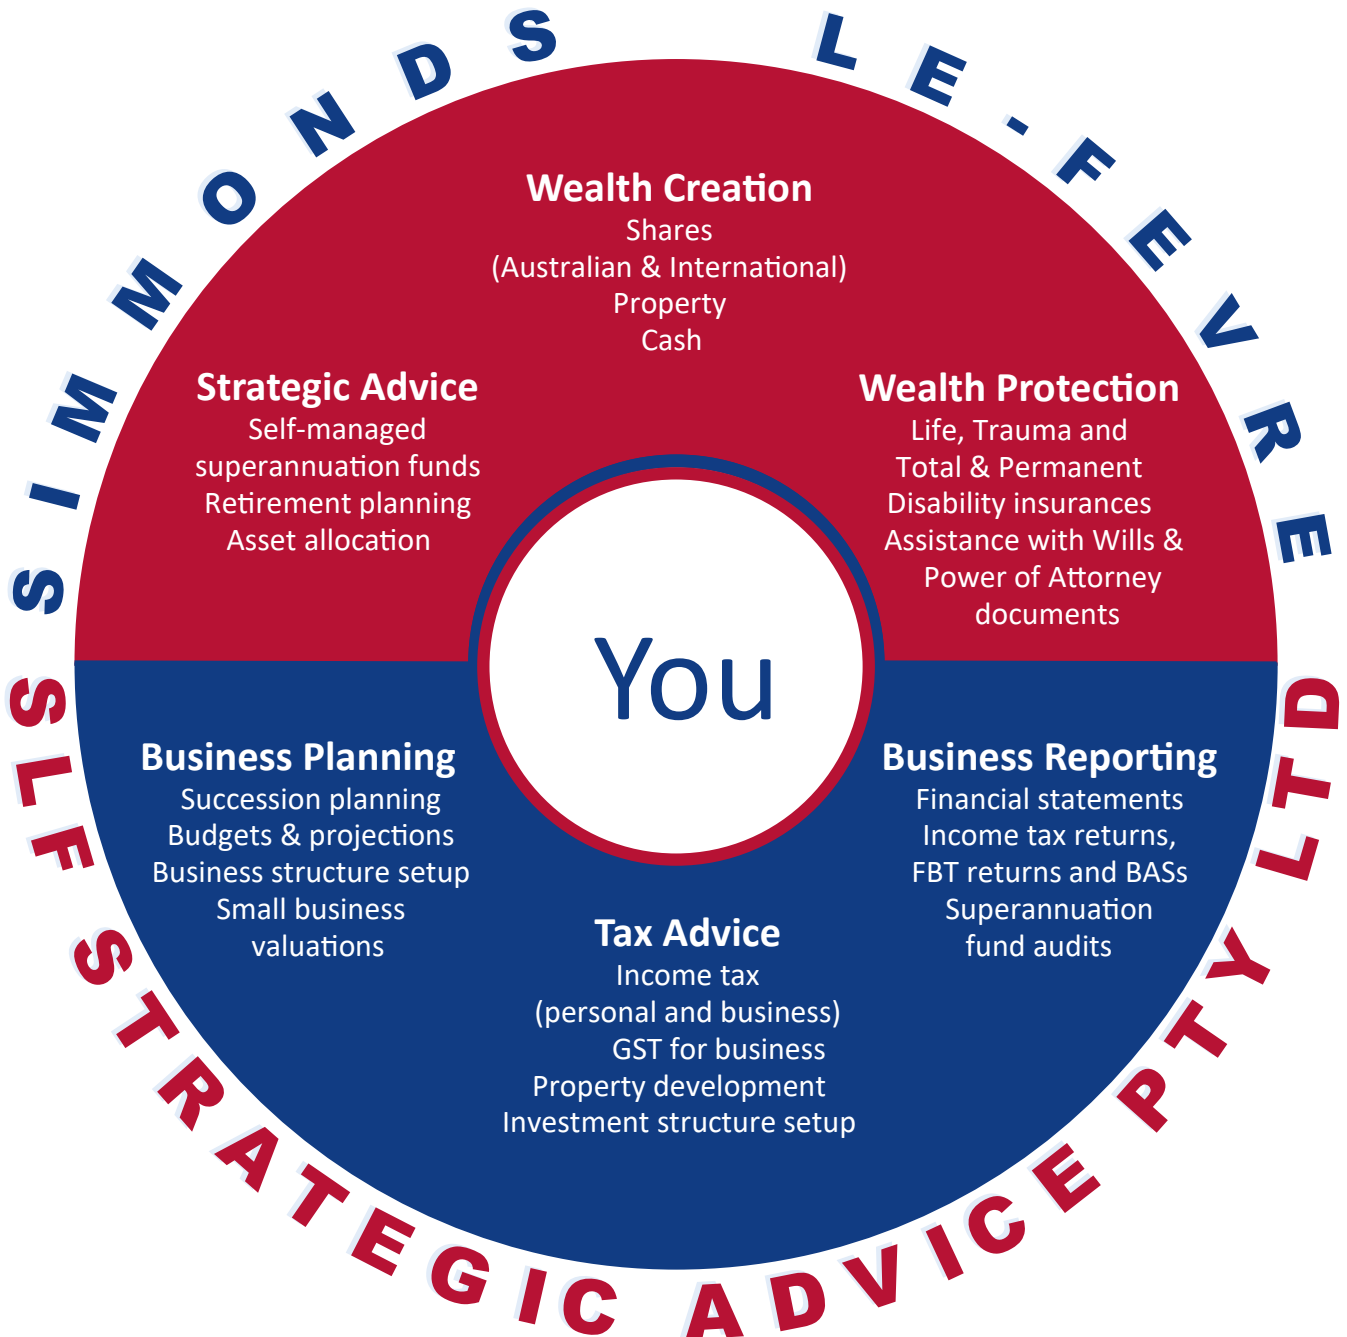 SIMMONDS LE-FEVRE
Wealth Creation
Shares
(Australian & International)
Property
Cash
Strategic Advice
Self-managed
superannuation funds
Retirement planning
Asset allocation
Wealth Protection
Life, Trauma and
Total & Permanent
Disability insurances
Assistance with Wills &
Power of Attorney
documents
You
Business Planning
Succession planning
Budgets & projections
Business structure setup
Small business
valuations
Tax Advice
Income tax
(personal and business)
GST for business
Property development
Investment structure setup
Business Reporting
Financial statements
Income tax returns,
FBT returns and BASs
Superannuation
fund audits
SLF STRATEGIC ADVICE PTY LTD